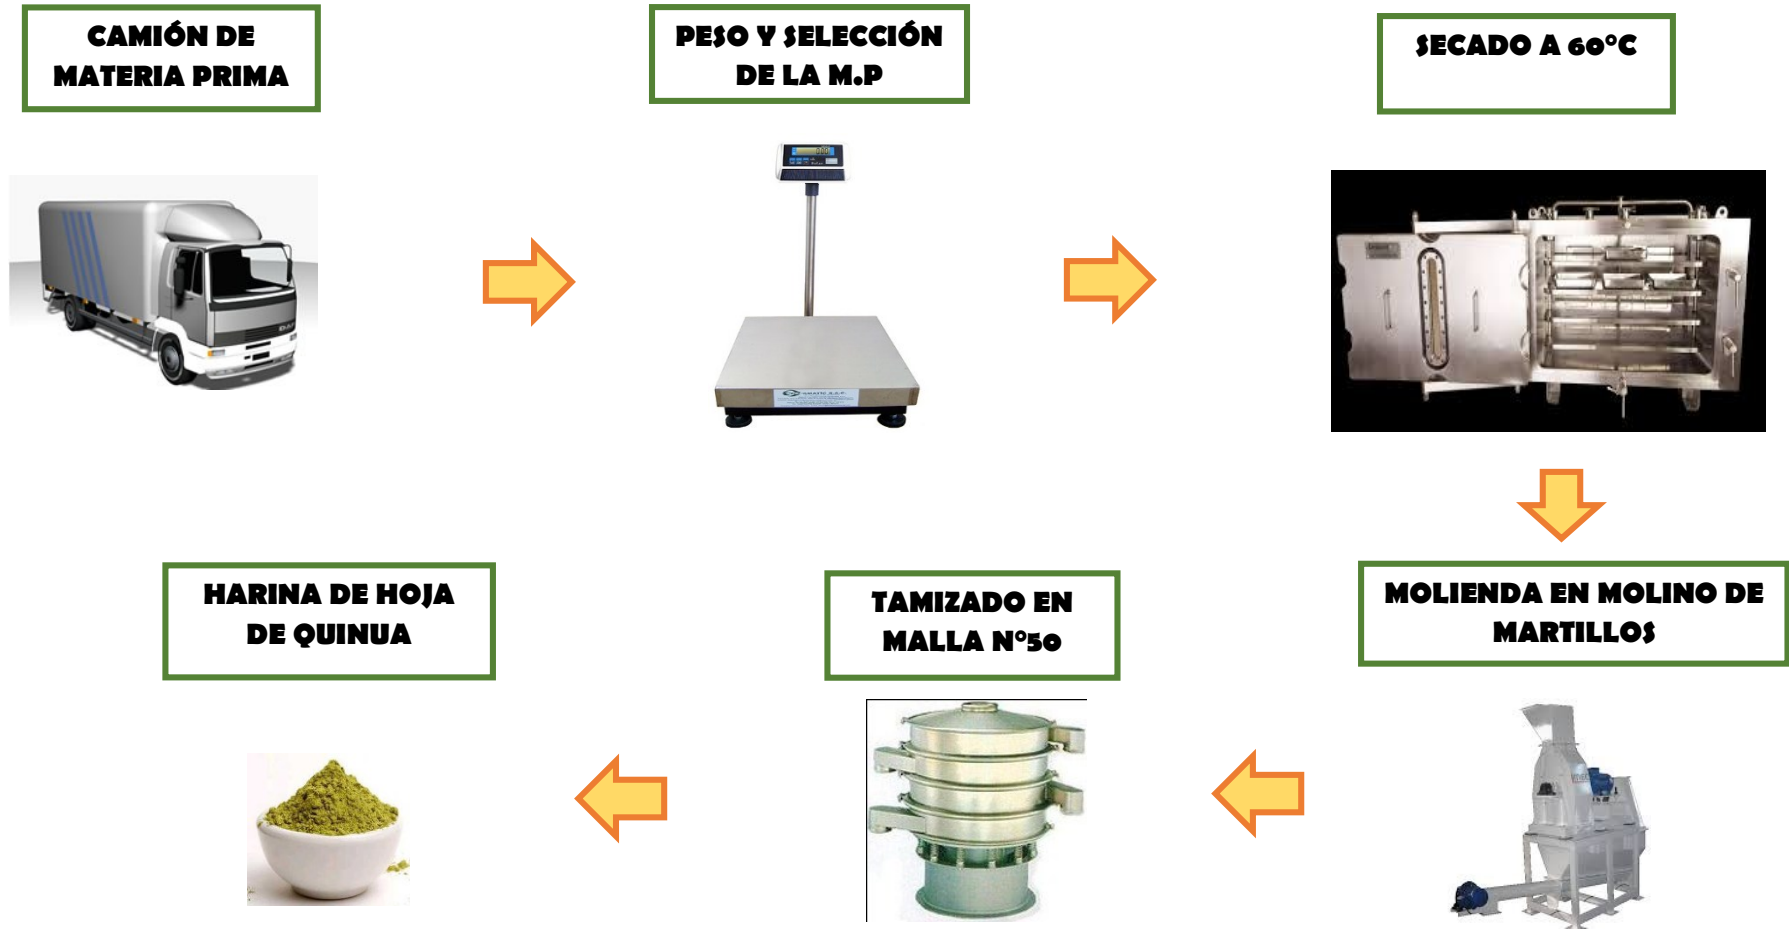 CAMIÓN DE
MATERIA PRIMA
PESO Y SELECCIÓN
DE LA M.P
SECADO A 60°C
HARINA DE HOJA
DE QUINUA
TAMIZADO EN
MALLA N°50
MOLIENDA EN MOLINO DE
MARTILLOS